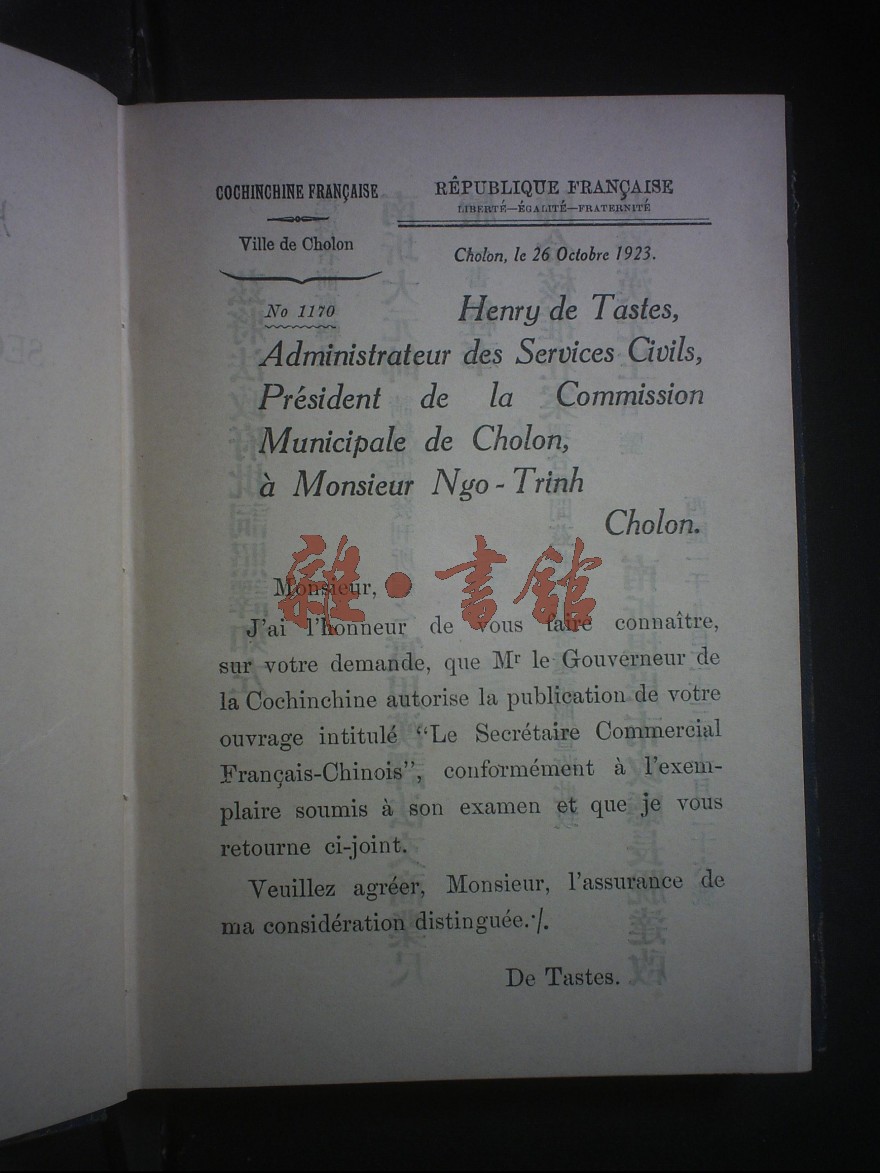 COCHINCHINE FRANÇAISE
Ville de Cholon
No 1170
RÊPUBLIQUE FRANÇAISE
LIBERTÉ—ÉGALITÉ—FRATERNITÉ
Cholon, le 26 Octobre 1923.
Henry de Tastes,
Administrateur des Services Civils,
Président de la Commission
Municipale de Cholon,
à Monsieur Ngo-Trinh
Cholon.
雜·書舘
Monsieur,
J'ai l'honneur de vous faire connaître,
sur votre demande, que Mr le Gouverneur de
la Cochinchine autorise la publication de votre
ouvrage intitulé “Le Secrétaire Commercial
Français-Chinois”, conformément à l'exem-
plaire soumis à son examen et que je vous
retourne ci-joint.
Veuillez agréer, Monsieur, l'assurance de
ma considération distinguée.·/.
De Tastes.